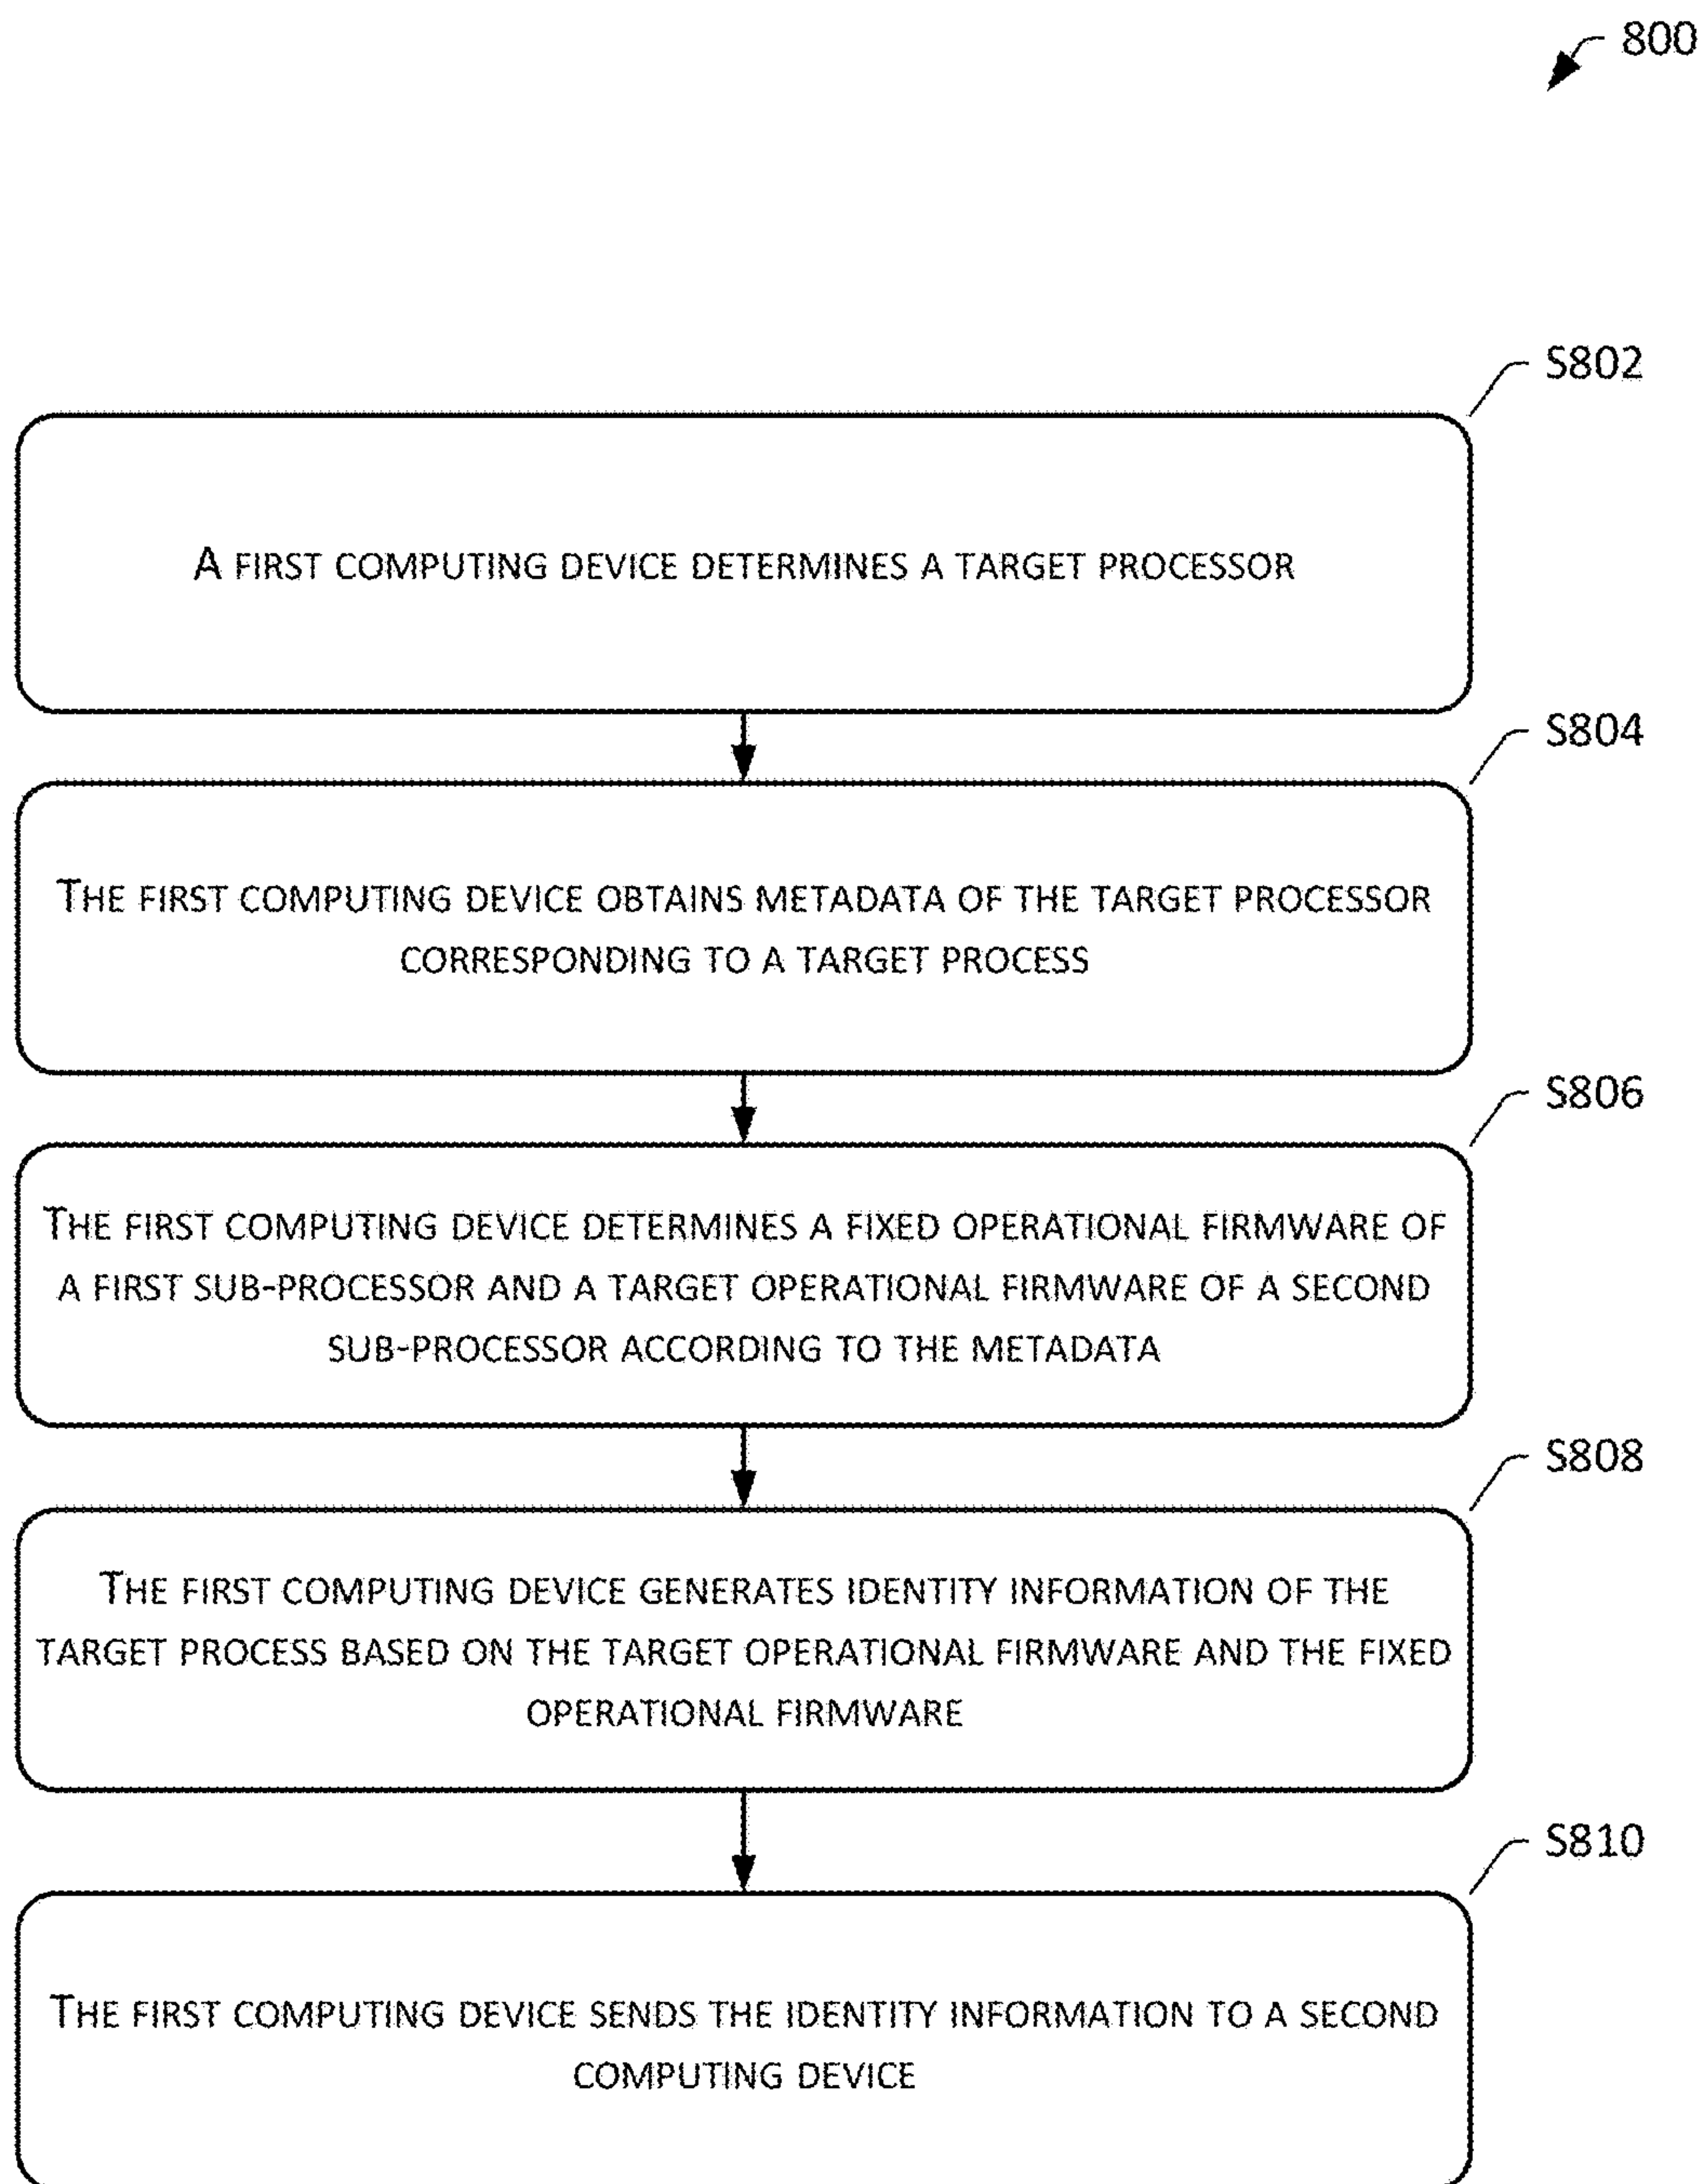 800
S802
A FIRST COMPUTING DEVICE DETERMINES A TARGET PROCESSOR
S804
THE FIRST COMPUTING DEVICE OBTAINS METADATA OF THE TARGET PROCESSOR
CORRESPONDING TO A TARGET PROCESS
S806
THE FIRST COMPUTING DEVICE DETERMINES A FIXED OPERATIONAL FIRMWARE OF
A FIRST SUB-PROCESSOR AND A TARGET OPERATIONAL FIRMWARE OF A SECOND
SUB-PROCESSOR ACCORDING TO THE METADATA
S808
THE FIRST COMPUTING DEVICE GENERATES IDENTITY INFORMATION OF THE
TARGET PROCESS BASED ON THE TARGET OPERATIONAL FIRMWARE AND THE FIXED
OPERATIONAL FIRMWARE
S810
THE FIRST COMPUTING DEVICE SENDS THE IDENTITY INFORMATION TO A SECOND
COMPUTING DEVICE